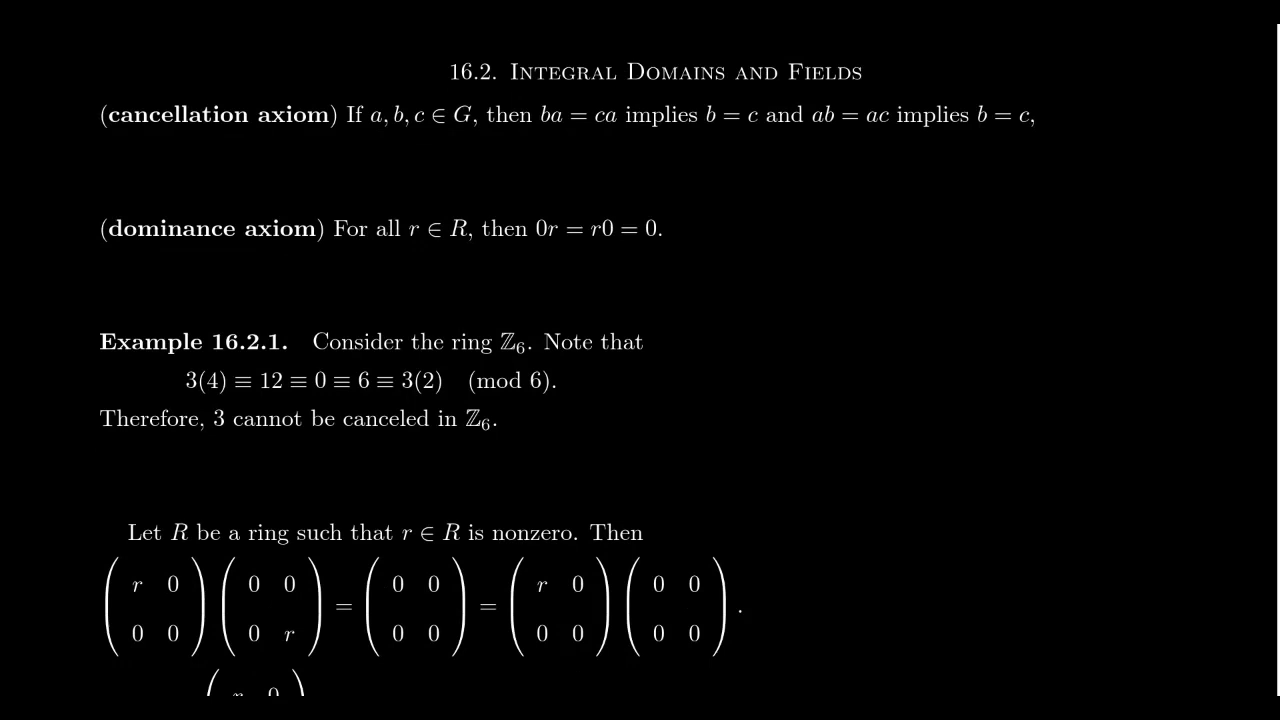 16.2. Integral Domains and Fields
(cancellation axiom) If a, b, c ∈ G, then ba = ca implies b = c and ab = ac implies b = c,
(dominance axiom) For all r ∈ R, then 0r = r0 = 0.
Example 16.2.1. Consider the ring ℤ₆. Note that
3(4) ≡ 12 ≡ 0 ≡ 6 ≡ 3(2) (mod 6).
Therefore, 3 cannot be canceled in ℤ₆.
Let R be a ring such that r ∈ R is nonzero. Then
( r 0 ) ( 0 0 ) = ( 0 0 ) = ( r 0 ) ( 0 0 )
( 0 0 ) ( 0 r ) ( 0 0 ) ( 0 0 ) ( 0 0 ) .